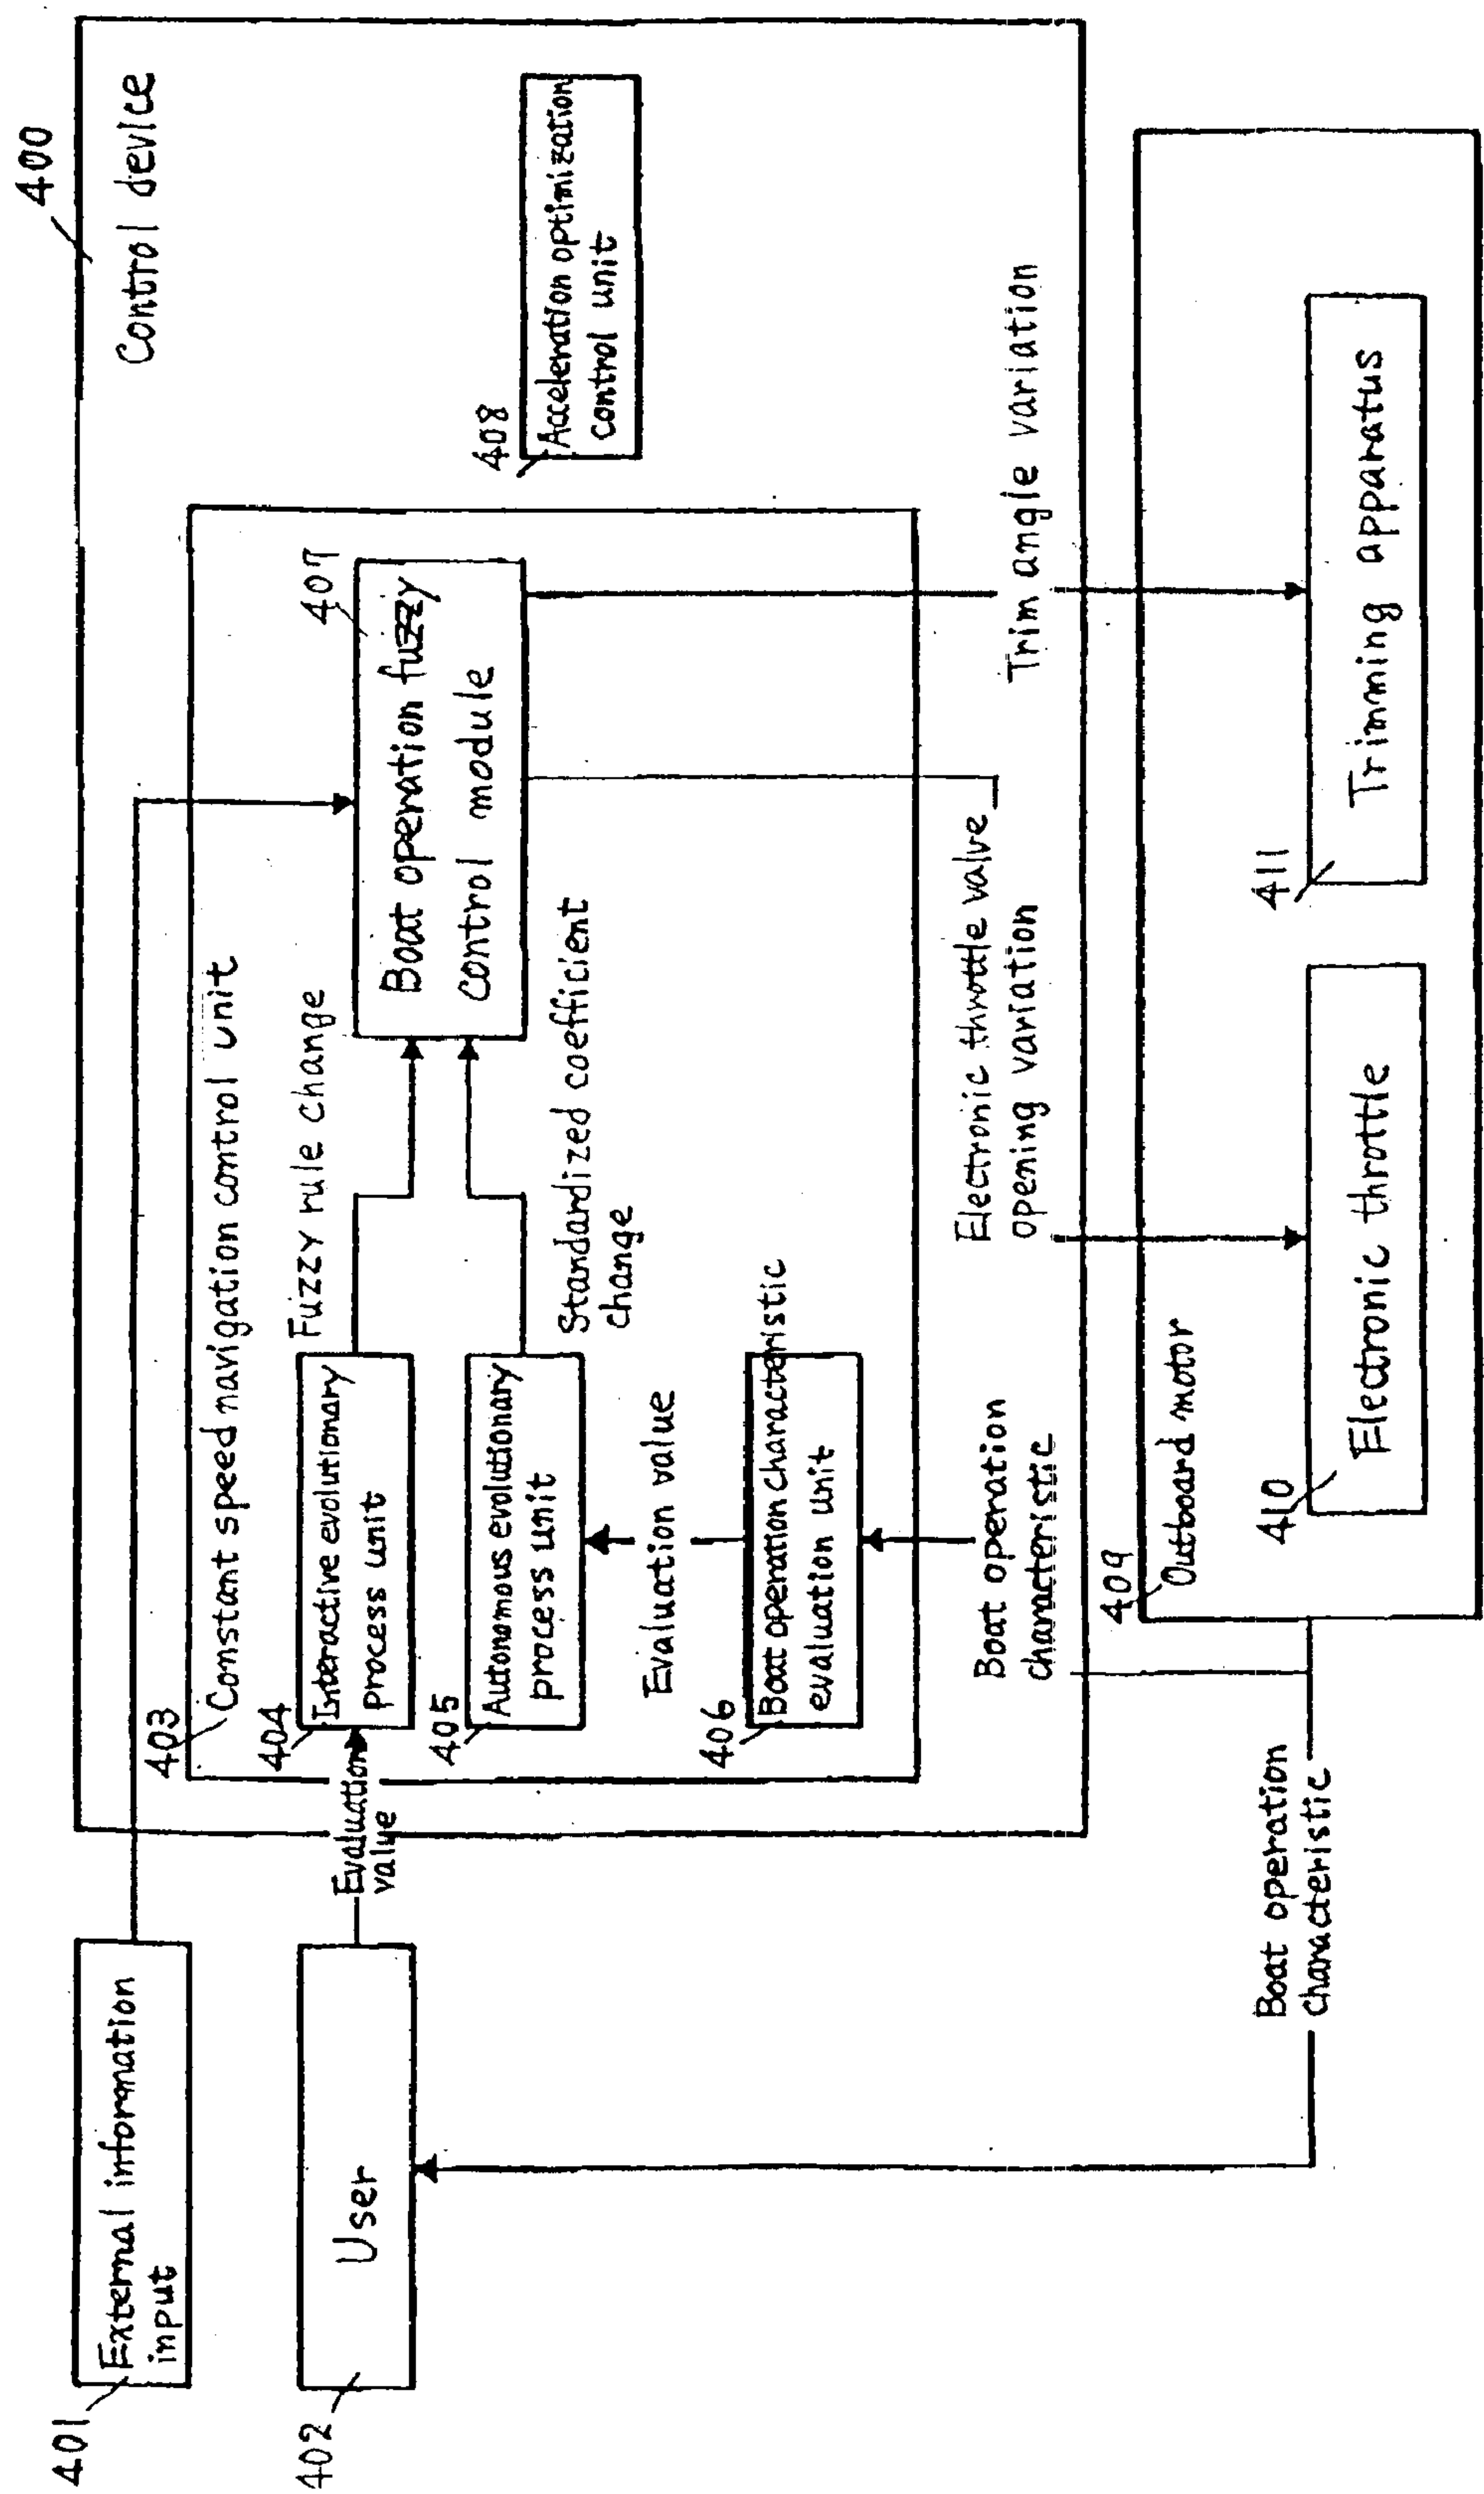 400
Control device
401
External information
input
402
User
Evaluation
value
403
Constant speed navigation control unit
404
Interactive evolutionary
process unit
Fuzzy rule change
405
Autonomous evolutionary
process unit
Standardized coefficient
change
Evaluation value
406
Boat operation characteristic
evaluation unit
407
Boat operation fuzzy
control module
408
Acceleration optimization
control unit
Boat operation
characteristic
Electronic throttle valve
opening variation
Trim angle variation
409
Outboard motor
410
Electronic throttle
411
Trimming apparatus
Boat operation
characteristic